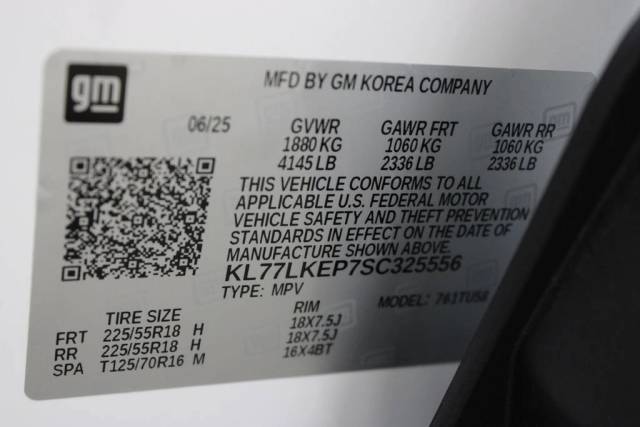 gm
MFD BY GM KOREA COMPANY
06/25 GVWR GAWR FRT GAWR RR
1880 KG 1060 KG 1060 KG
4145 LB 2336 LB 2336 LB
THIS VEHICLE CONFORMS TO ALL
APPLICABLE U.S. FEDERAL MOTOR
VEHICLE SAFETY AND THEFT PREVENTION
STANDARDS IN EFFECT ON THE DATE OF
MANUFACTURE SHOWN ABOVE.
KL77LKEP7SC325556
TYPE: MPV MODEL:
TIRE SIZE RIM
FRT 225/55R18 H 18X7.5J
RR 225/55R18 H 18X7.5J
SPA T125/70R16 M 16X4BT